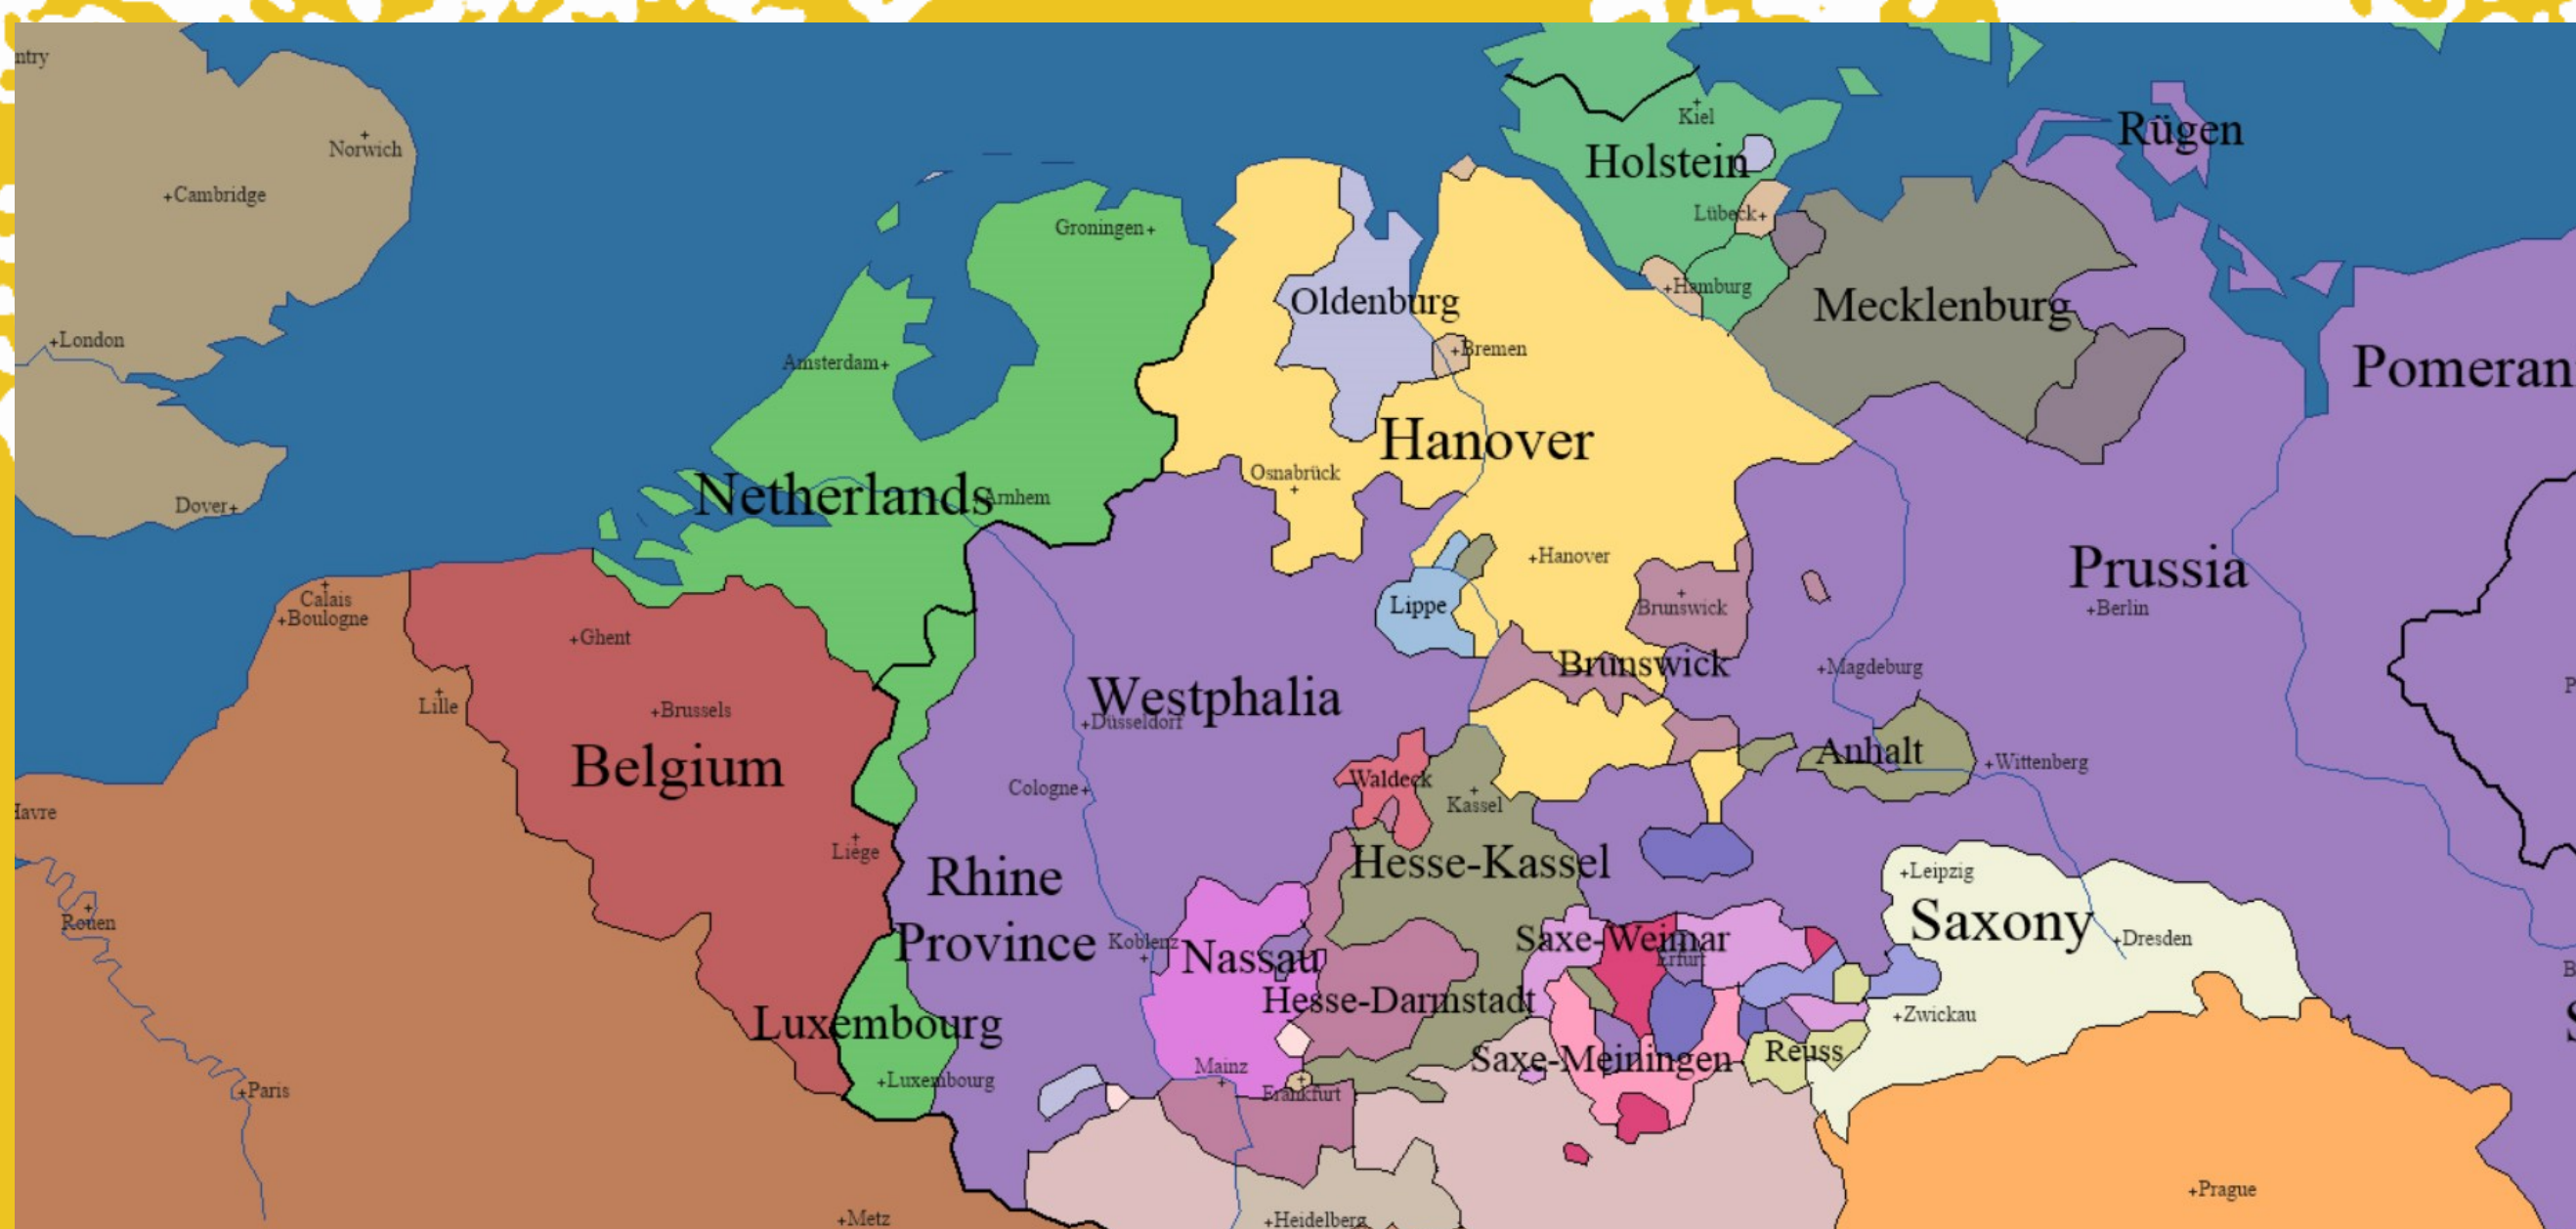 ntry
Norwich
Cambridge
London
Dover
Calais
Boulogne
Ghent
Lille
Brussels
Belgium
Liège
Havre
Rouen
Paris
Metz
Groningen
Amsterdam
Netherlands
Arnhem
Luxembourg
Luxembourg
Rhine
Province
Westphalia
Düsseldorf
Cologne
Koblenz
Nassau
Mainz
Frankfurt
Heidelberg
Oldenburg
Bremen
Hanover
Osnabrück
Hanover
Lippe
Brunswick
Brunswick
Waldeck
Kassel
Hesse-Kassel
Hesse-Darmstadt
Kiel
Holstein
Lübeck
Hamburg
Mecklenburg
Rügen
Pomeran
Prussia
Berlin
P
Magdeburg
Anhalt
Wittenberg
Leipzig
Saxony
Dresden
B
Zwickau
S
Saxe-Weimar
Erfurt
Saxe-Meiningen
Reuss
Prague